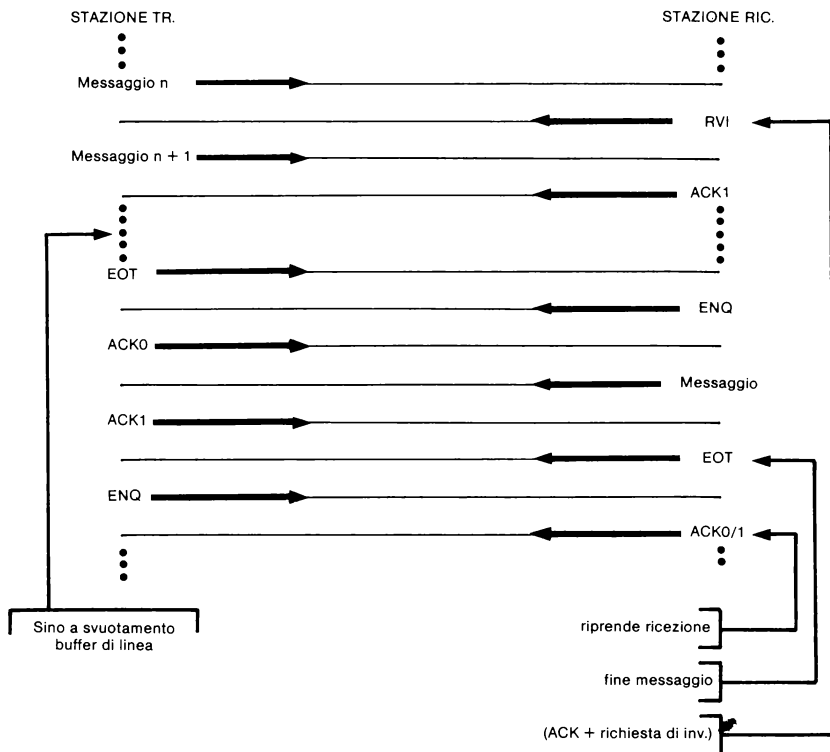 STAZIONE TR.
STAZIONE RIC.
Messaggio n
RVI
Messaggio n + 1
ACK1
EOT
ENQ
ACK0
Messaggio
ACK1
EOT
ENQ
ACK0/1
Sino a svuotamento
buffer di linea
riprende ricezione
fine messaggio
(ACK + richiesta di inv.)